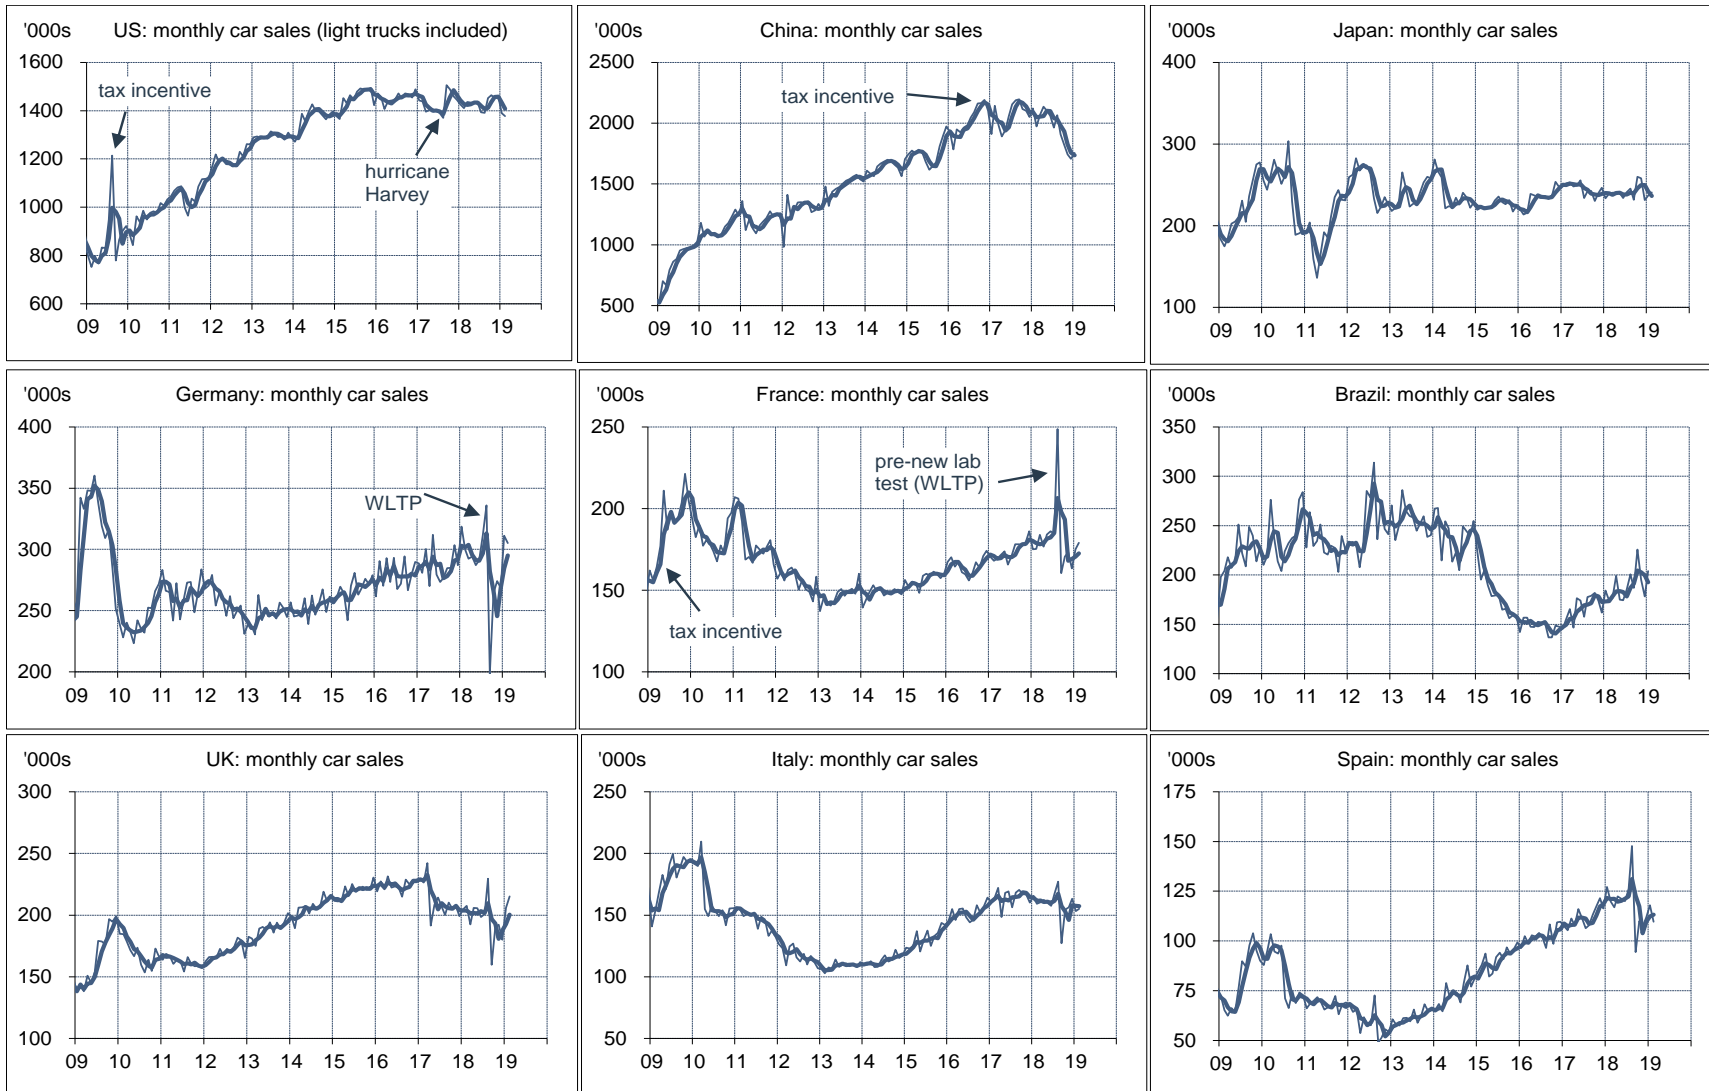 '000s
US: monthly car sales (light trucks included)
1600
1400
1200
1000
800
600
tax incentive
hurricane
Harvey
09 10 11 12 13 14 15 16 17 18 19
'000s
China: monthly car sales
2500
2000
1500
1000
500
tax incentive
09 10 11 12 13 14 15 16 17 18 19
'000s
Japan: monthly car sales
400
300
200
100
09 10 11 12 13 14 15 16 17 18 19
'000s
Germany: monthly car sales
400
350
300
250
200
WLTP
09 10 11 12 13 14 15 16 17 18 19
'000s
France: monthly car sales
250
200
150
100
pre-new lab
test (WLTP)
tax incentive
09 10 11 12 13 14 15 16 17 18 19
'000s
Brazil: monthly car sales
350
300
250
200
150
100
09 10 11 12 13 14 15 16 17 18 19
'000s
UK: monthly car sales
300
250
200
150
100
09 10 11 12 13 14 15 16 17 18 19
'000s
Italy: monthly car sales
250
200
150
100
50
09 10 11 12 13 14 15 16 17 18 19
'000s
Spain: monthly car sales
175
150
125
100
75
50
09 10 11 12 13 14 15 16 17 18 19